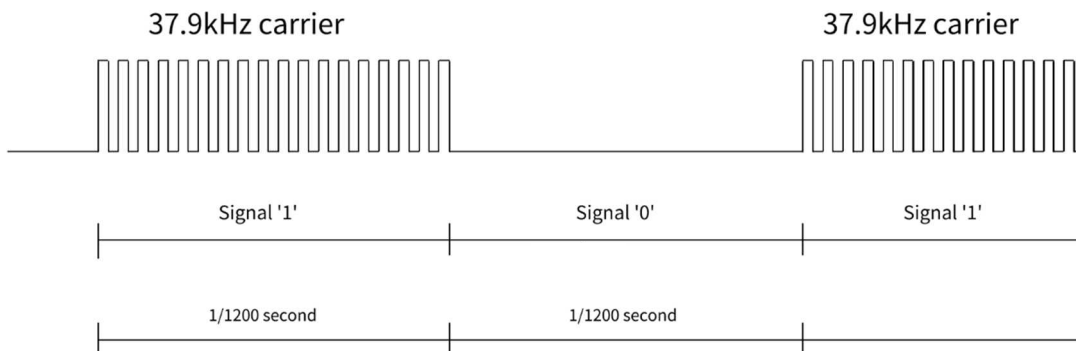 37.9kHz carrier 37.9kHz carrier
Signal '1' Signal '0' Signal '1'
1/1200 second 1/1200 second